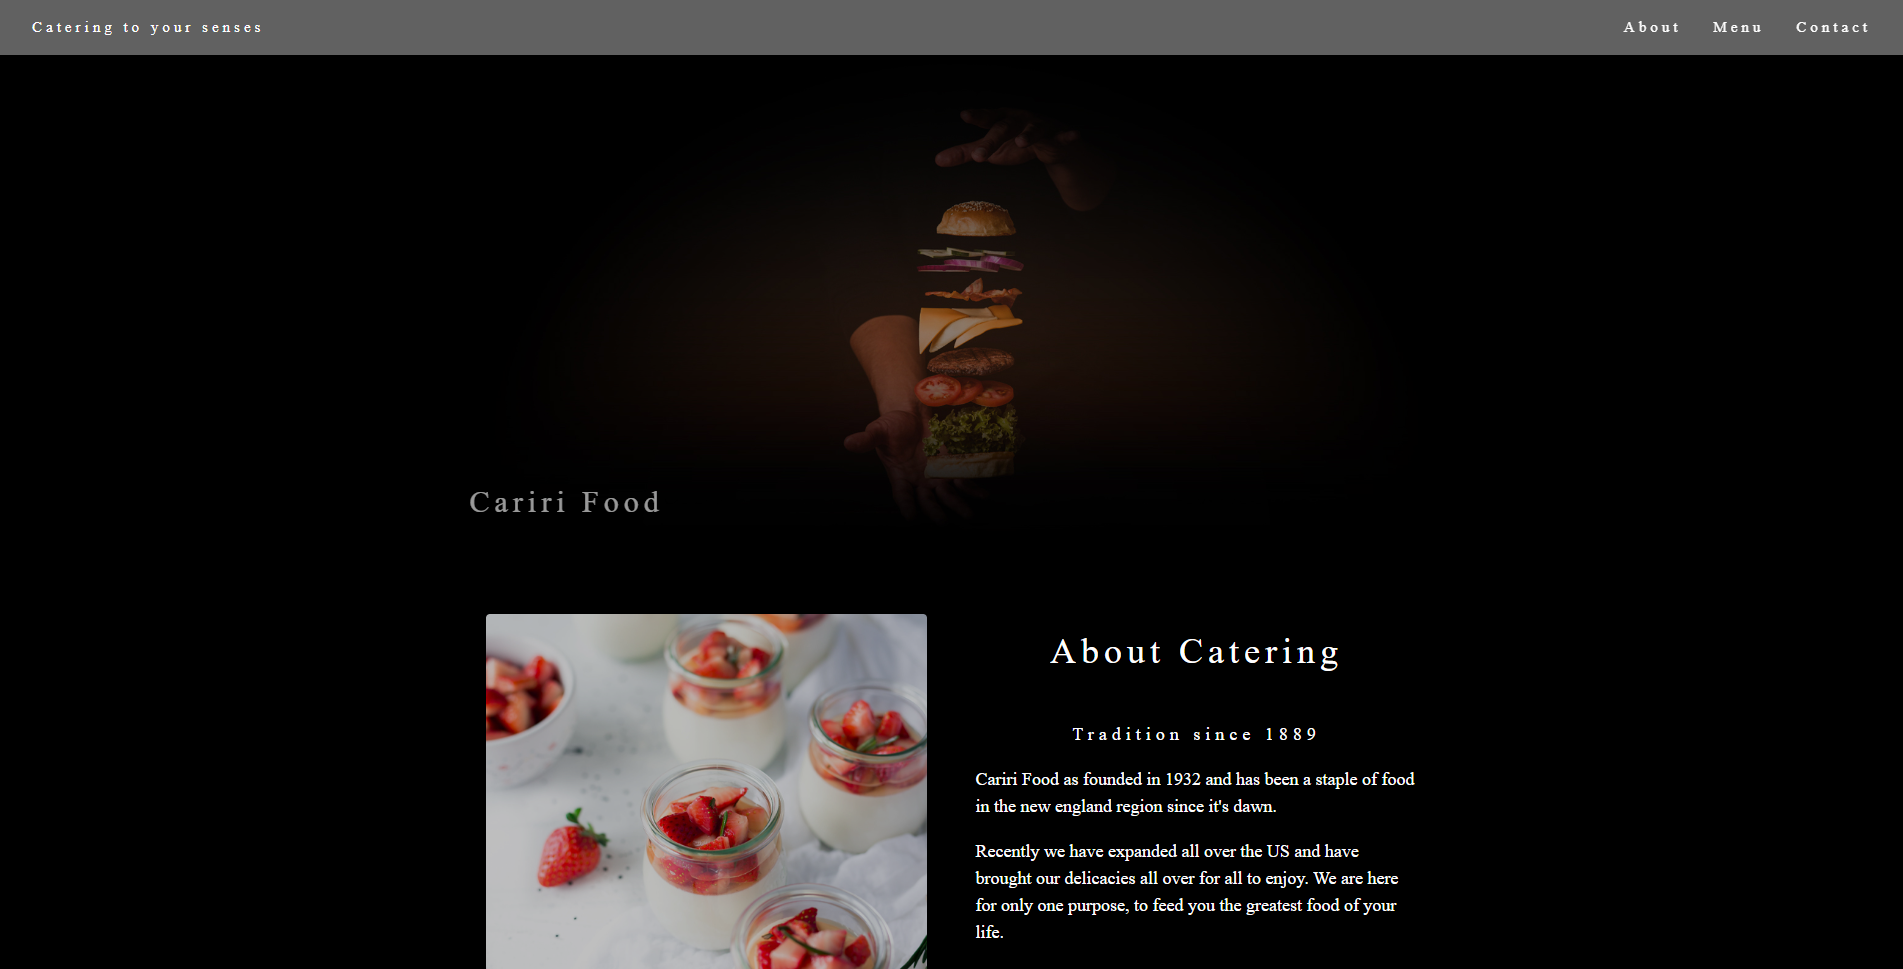 Catering to your senses
About Menu Contact
Cariri Food
About Catering
Tradition since 1889
Cariri Food as founded in 1932 and has been a staple of food
in the new england region since it's dawn.
Recently we have expanded all over the US and have
brought our delicacies all over for all to enjoy. We are here
for only one purpose, to feed you the greatest food of your
life.